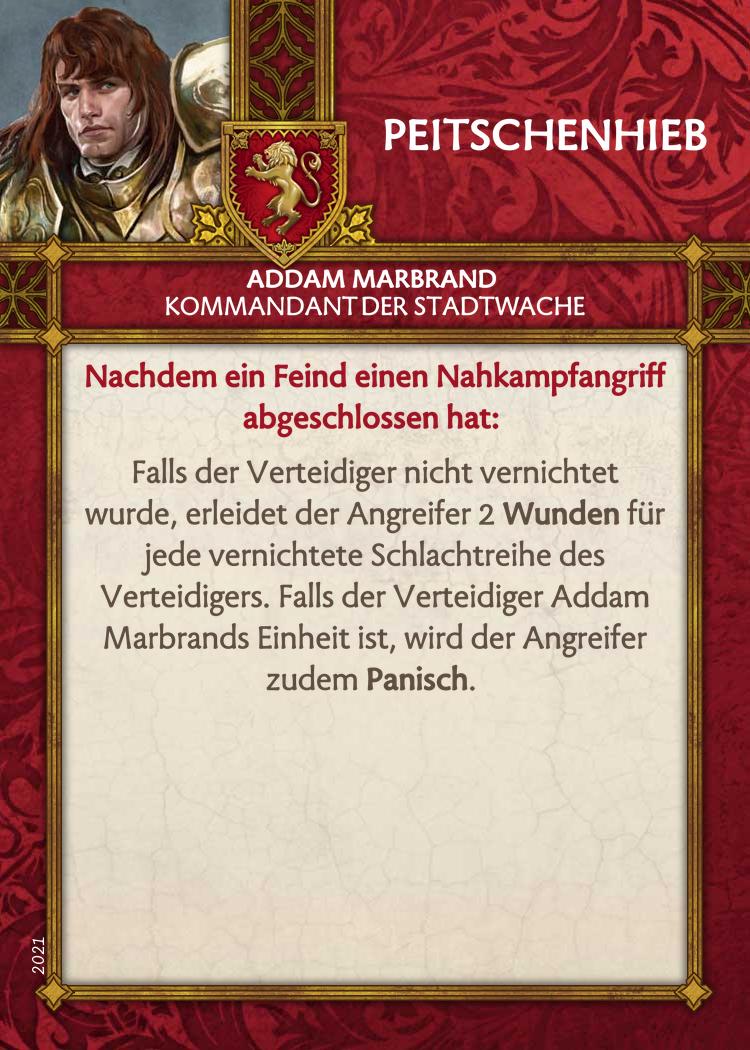 PEITSCHENHIEB
ADDAM MARBRAND
KOMMANDANT DER STADTWACHE
Nachdem ein Feind einen Nahkampfangriff
abgeschlossen hat:
Falls der Verteidiger nicht vernichtet
wurde, erleidet der Angreifer 2 Wunden für
jede vernichtete Schlachtreihe des
Verteidigers. Falls der Verteidiger Addam
Marbrands Einheit ist, wird der Angreifer
zudem Panisch.
2021